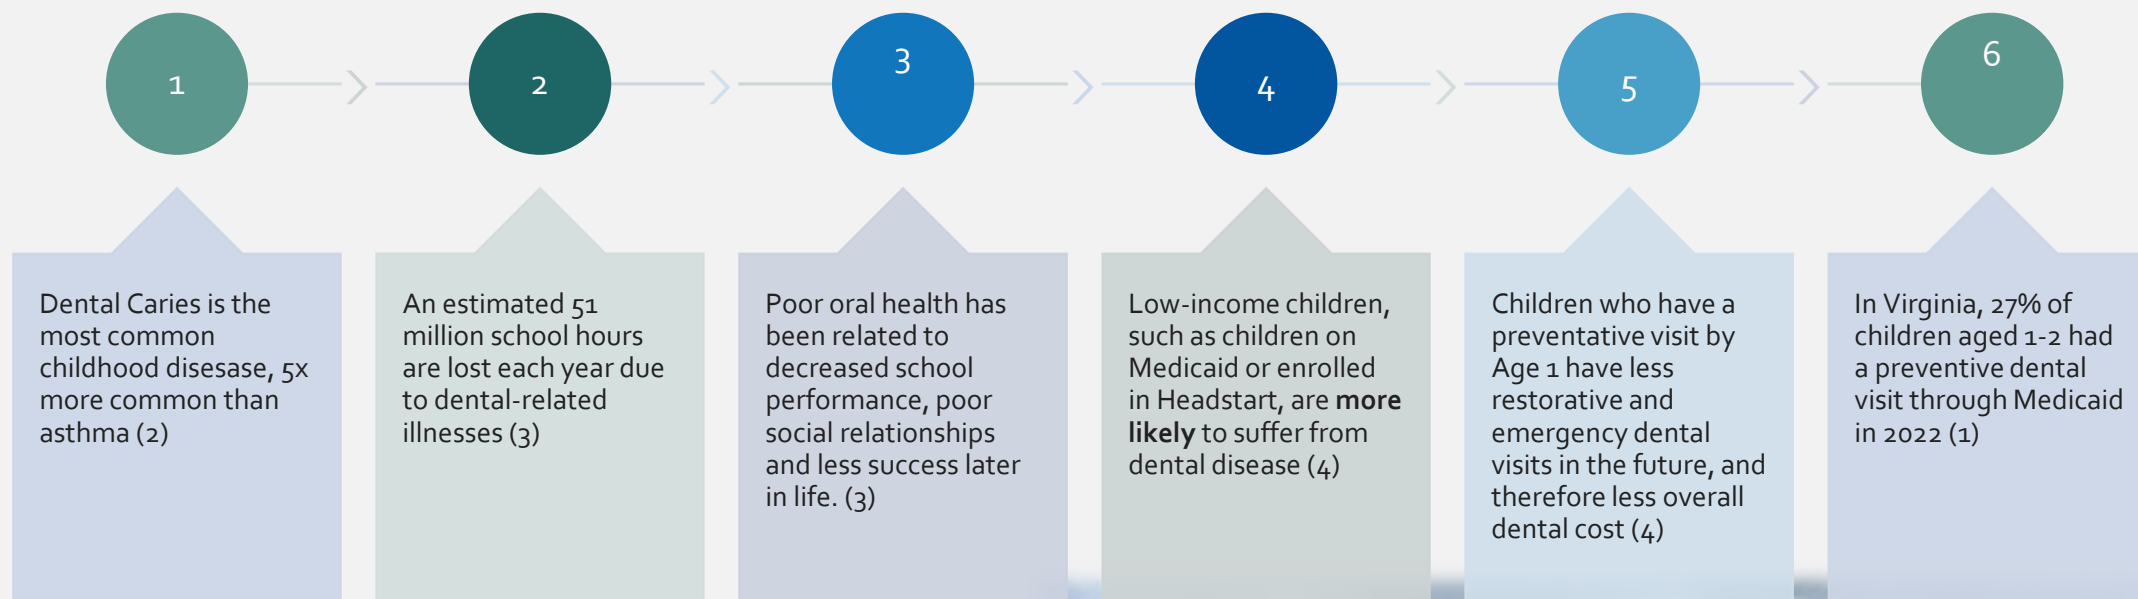 1
2
3
4
5
6
Dental Caries is the
most common
childhood disesase, 5x
more common than
asthma (2)
An estimated 51
million school hours
are lost each year due
to dental-related
illnesses (3)
Poor oral health has
been related to
decreased school
performance, poor
social relationships
and less success later
in life. (3)
Low-income children,
such as children on
Medicaid or enrolled
in Headstart, are more
likely to suffer from
dental disease (4)
Children who have a
preventative visit by
Age 1 have less
restorative and
emergency dental
visits in the future, and
therefore less overall
dental cost (4)
In Virginia, 27% of
children aged 1-2 had
a preventive dental
visit through Medicaid
in 2022 (1)